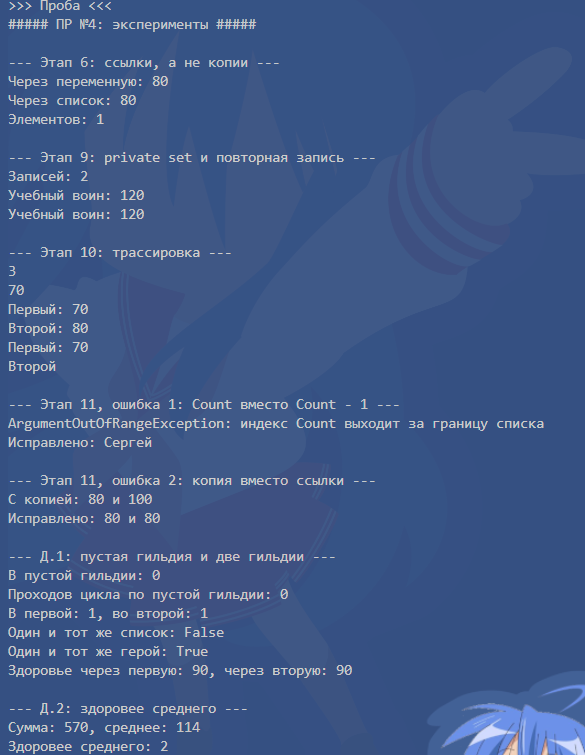 >>> Проба <<<
##### ПР №4: эксперименты #####
--- Этап 6: ссылки, а не копии ---
Через переменную: 80
Через список: 80
Элементов: 1
--- Этап 9: private set и повторная запись ---
Записей: 2
Учебный воин: 120
Учебный воин: 120
--- Этап 10: трассировка ---
3
70
Первый: 70
Второй: 80
Первый: 70
Второй
--- Этап 11, ошибка 1: Count вместо Count - 1 ---
ArgumentOutOfRangeException: индекс Count выходит за границу списка
Исправлено: Сергей
--- Этап 11, ошибка 2: копия вместо ссылки ---
С копией: 80 и 100
Исправлено: 80 и 80
--- Д.1: пустая гильдия и две гильдии ---
В пустой гильдии: 0
Проходов цикла по пустой гильдии: 0
В первой: 1, во второй: 1
Один и тот же список: False
Один и тот же герой: True
Здоровье через первую: 90, через вторую: 90
--- Д.2: здоровее среднего ---
Сумма: 570, среднее: 114
Здоровее среднего: 2